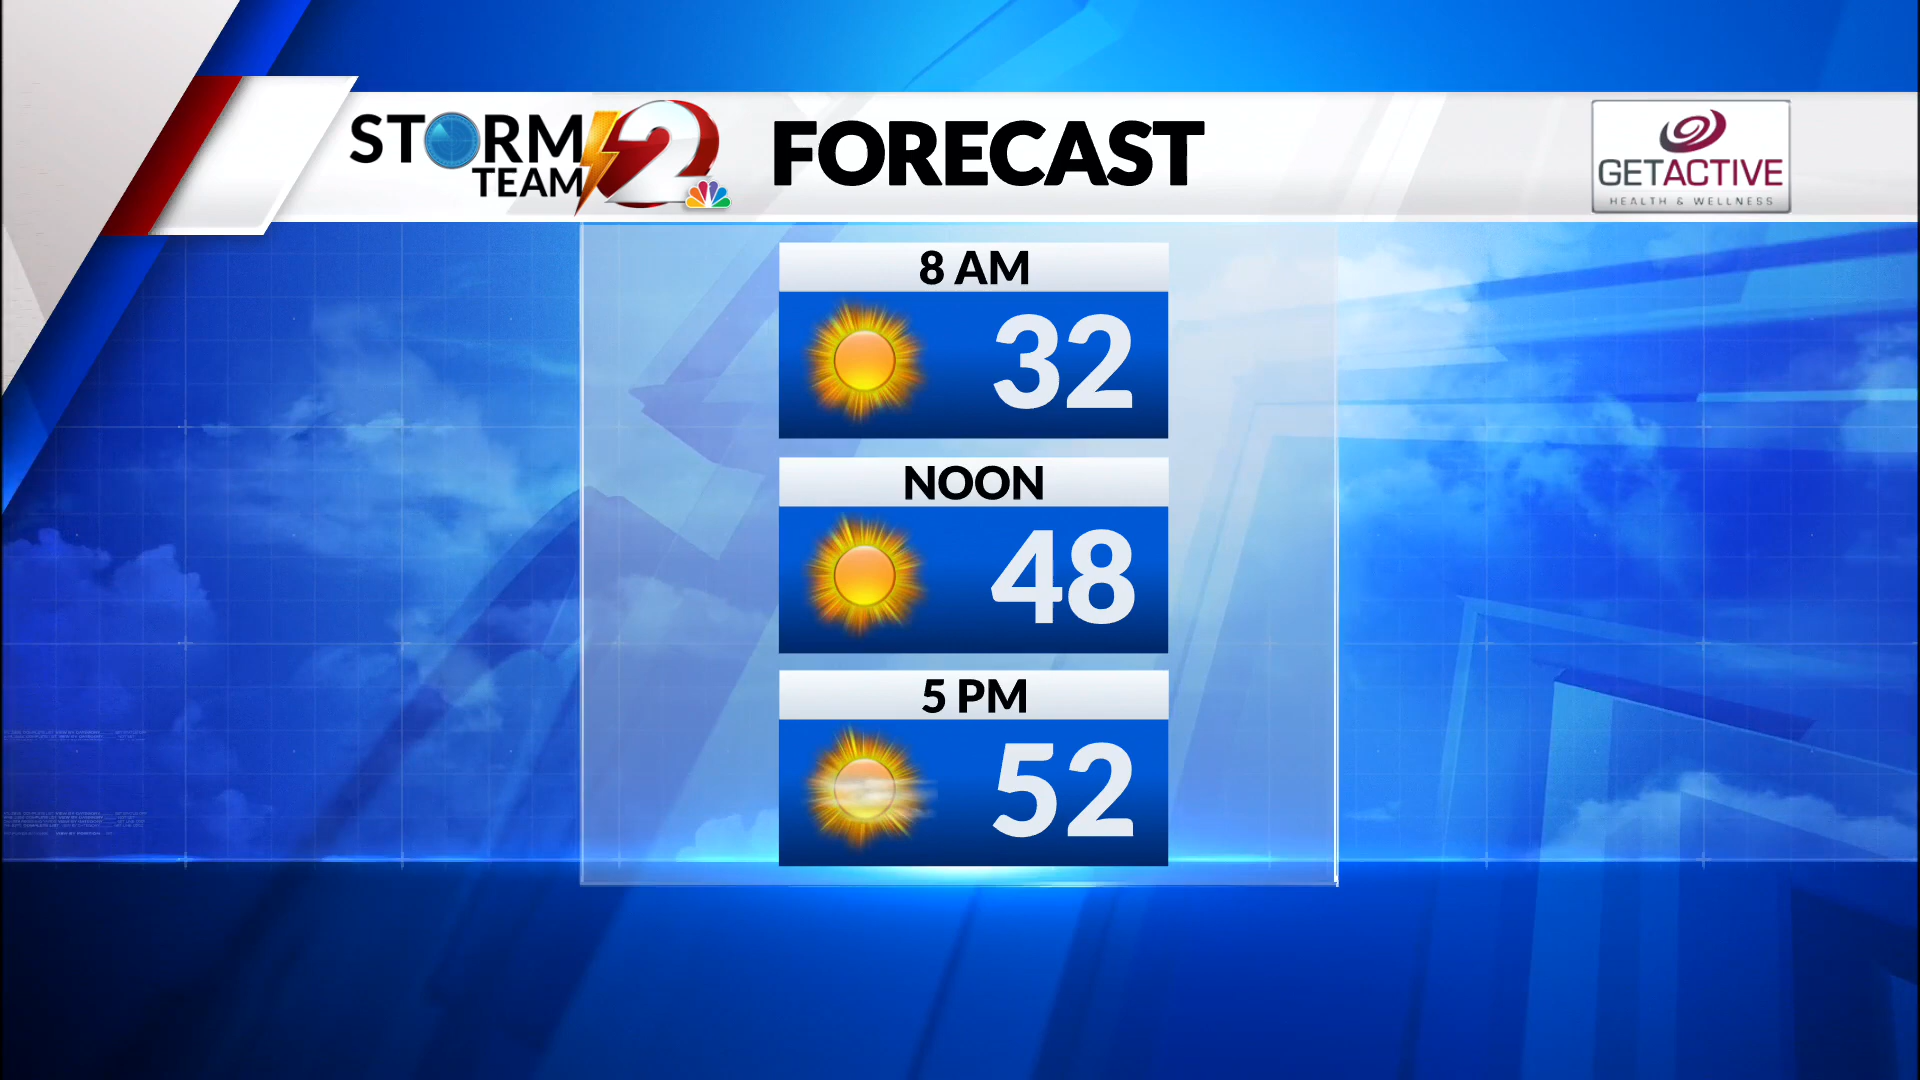 STORM
TEAM
2
FORECAST
GETACTIVE
HEALTH & WELLNESS
8 AM
32
NOON
48
5 PM
52